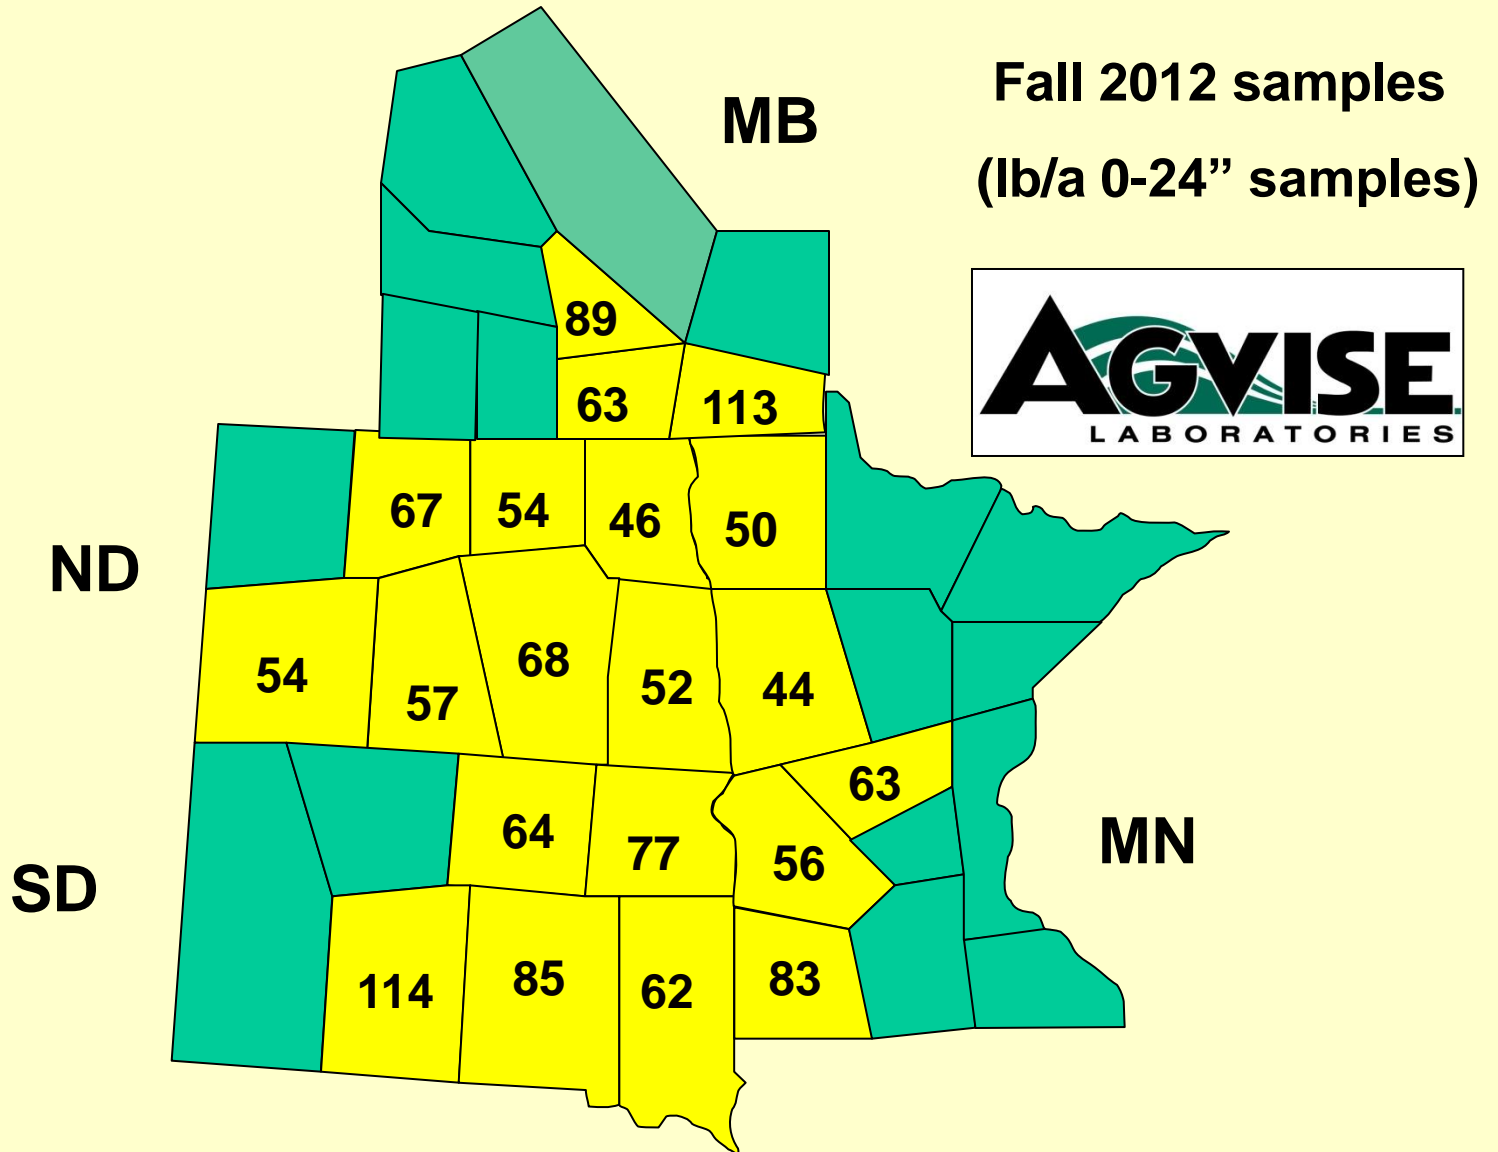 Fall 2012 samples
MB
(lb/a 0-24” samples)
89
AGVISE
63
113
LABORATORIES
67
54
46
50
ND
54
57
68
52
44
63
64
77
56
MN
SD
114
85
62
83